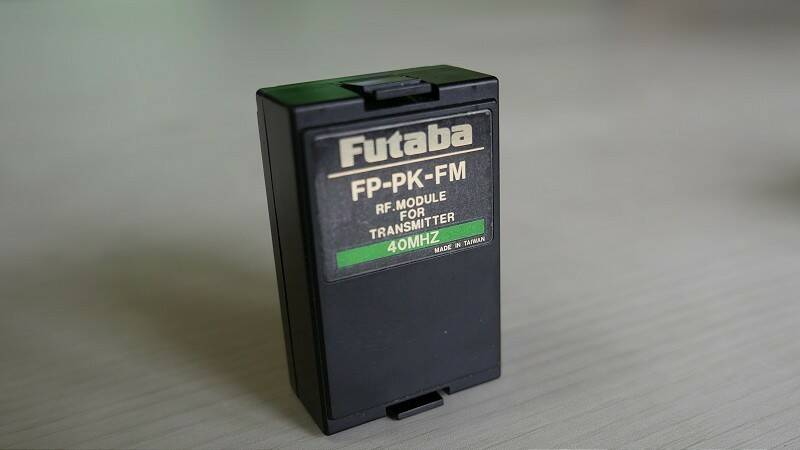 Futaba
FP-PK-FM
RF.MODULE
FOR
TRANSMITTER
40MHZ
MADE IN TAIWAN